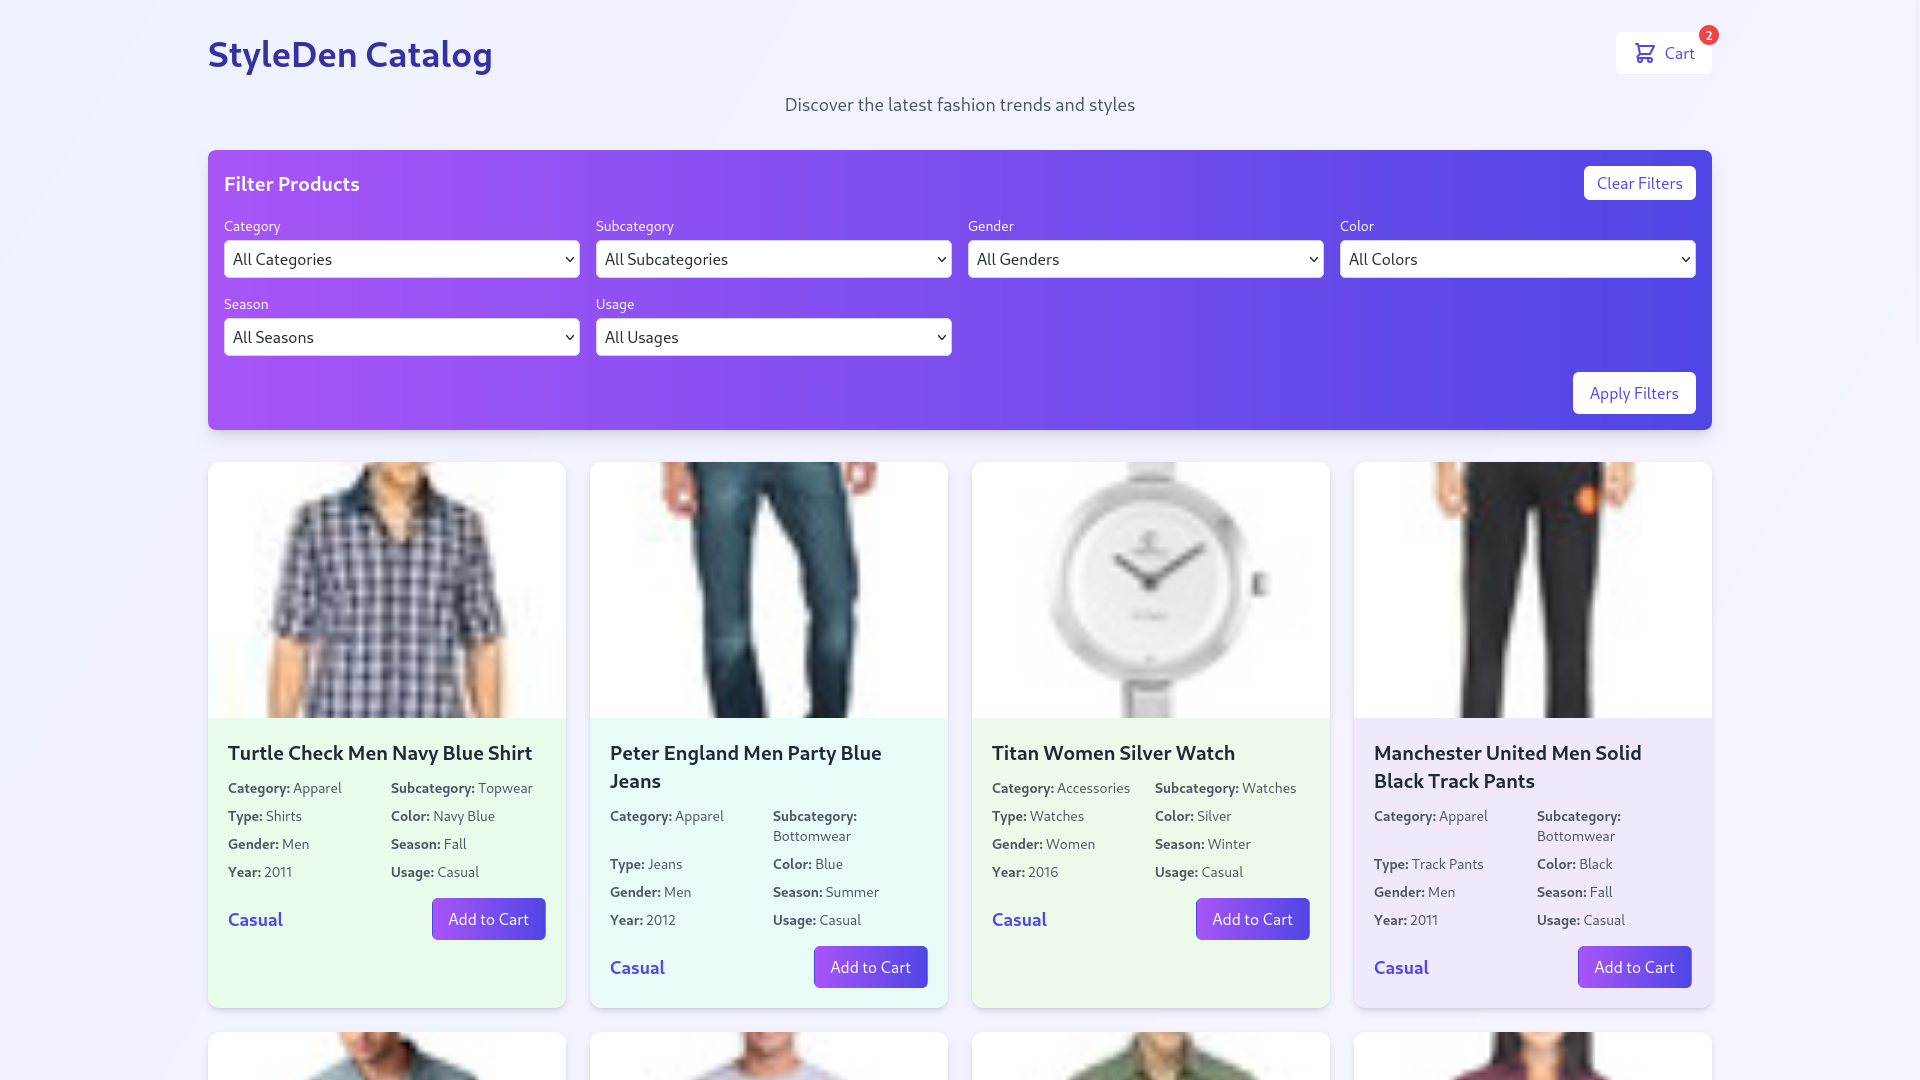 StyleDen Catalog
2
Cart
Discover the latest fashion trends and styles
Filter Products
Clear Filters
Category
Subcategory
Gender
Color
All Categories
All Subcategories
All Genders
All Colors
Season
Usage
All Seasons
All Usages
Apply Filters
Turtle Check Men Navy Blue Shirt
Category: Apparel
Subcategory: Topwear
Type: Shirts
Color: Navy Blue
Gender: Men
Season: Fall
Year: 2011
Usage: Casual
Casual
Add to Cart
Peter England Men Party Blue
Jeans
Category: Apparel
Subcategory:
Bottomwear
Type: Jeans
Color: Blue
Gender: Men
Season: Summer
Year: 2012
Usage: Casual
Casual
Add to Cart
Titan Women Silver Watch
Category: Accessories
Subcategory: Watches
Type: Watches
Color: Silver
Gender: Women
Season: Winter
Year: 2016
Usage: Casual
Casual
Add to Cart
Manchester United Men Solid
Black Track Pants
Category: Apparel
Subcategory:
Bottomwear
Type: Track Pants
Color: Black
Gender: Men
Season: Fall
Year: 2011
Usage: Casual
Casual
Add to Cart